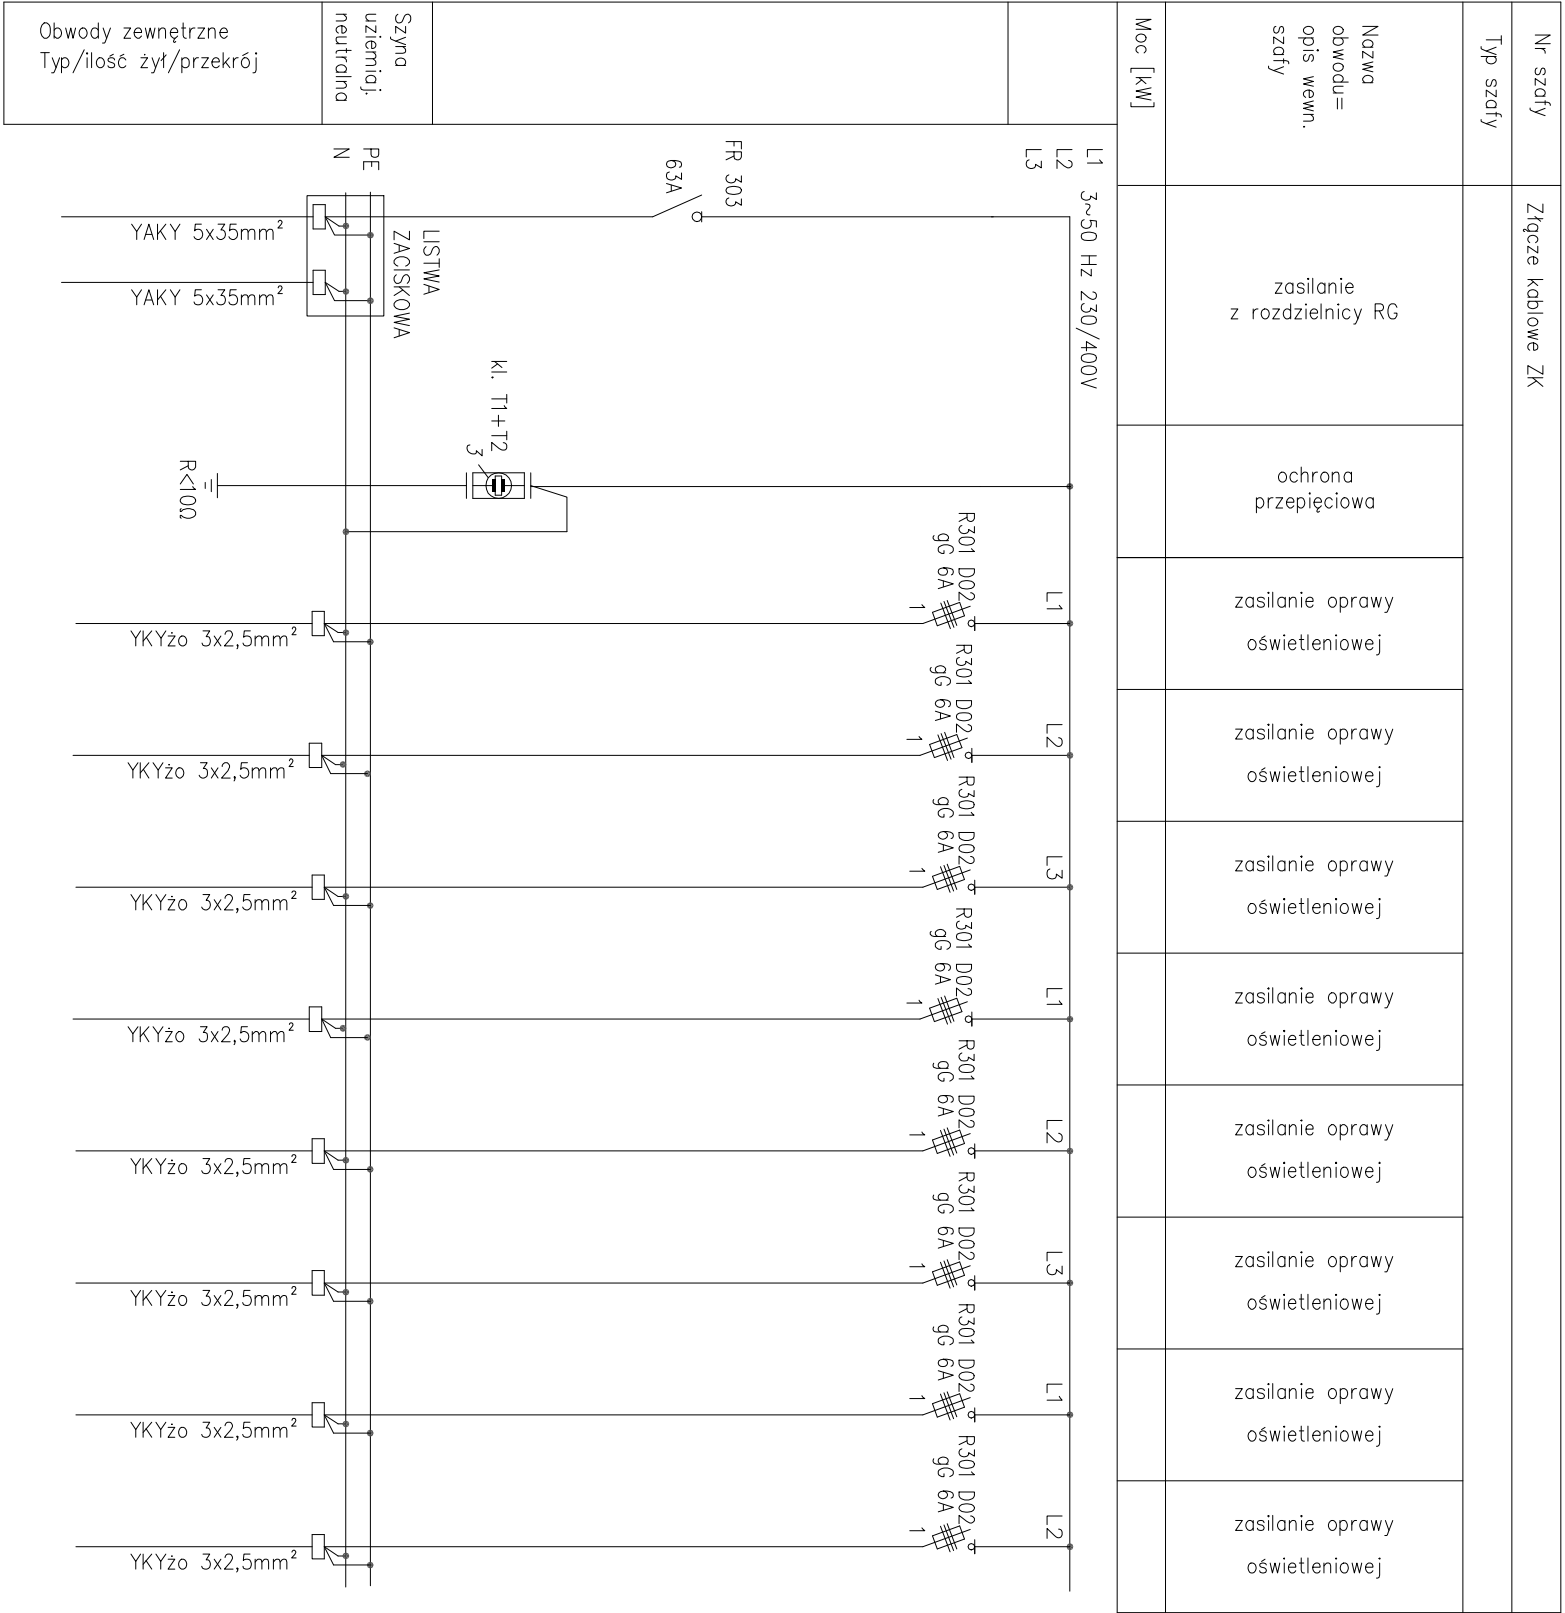 Nr szafy
Złącze kablowe ZK
Typ szafy
Nazwa
obwodu=
opis wewn.
szafy
zasilanie
z rozdzielnicy RG
ochrona
przepięciowa
zasilanie oprawy
oświetleniowej
zasilanie oprawy
oświetleniowej
zasilanie oprawy
oświetleniowej
zasilanie oprawy
oświetleniowej
zasilanie oprawy
oświetleniowej
zasilanie oprawy
oświetleniowej
zasilanie oprawy
oświetleniowej
zasilanie oprawy
oświetleniowej
Moc [kW]
L1
L2
L3
3~50 Hz 230/400V
FR 303
63A
kl. T1+T2
3
R<10Ω
L1
R301 D02
gG 6A
1
L2
R301 D02
gG 6A
1
L3
R301 D02
gG 6A
1
L1
R301 D02
gG 6A
1
L2
R301 D02
gG 6A
1
L3
R301 D02
gG 6A
1
L1
R301 D02
gG 6A
1
L2
R301 D02
gG 6A
1
Szyna
uziemiaj.
neutralna
PE
N
LISTWA
ZACISKOWA
Obwody zewnętrzne
Typ/ilość żył/przekrój
YAKY 5x35mm²
YAKY 5x35mm²
YKYżo 3x2,5mm²
YKYżo 3x2,5mm²
YKYżo 3x2,5mm²
YKYżo 3x2,5mm²
YKYżo 3x2,5mm²
YKYżo 3x2,5mm²
YKYżo 3x2,5mm²
YKYżo 3x2,5mm²